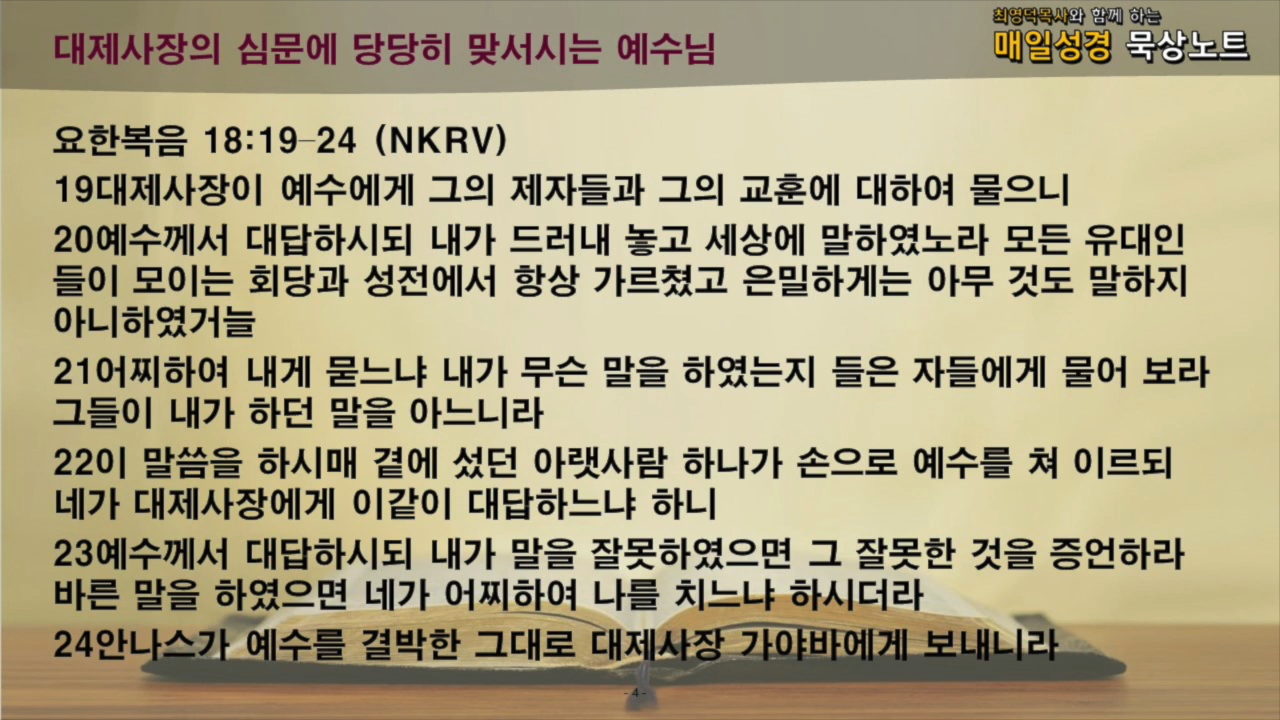 대제사장의 심문에 당당히 맞서시는 예수님
최영덕목사와 함께 하는
매일성경 묵상노트
요한복음 18:19-24 (NKRV)
19대제사장이 예수에게 그의 제자들과 그의 교훈에 대하여 물으니
20예수께서 대답하시되 내가 드러내 놓고 세상에 말하였노라 모든 유대인
들이 모이는 회당과 성전에서 항상 가르쳤고 은밀하게는 아무 것도 말하지
아니하였거늘
21어찌하여 내게 묻느냐 내가 무슨 말을 하였는지 들은 자들에게 물어 보라
그들이 내가 하던 말을 아느니라
22이 말씀을 하시매 곁에 섰던 아랫사람 하나가 손으로 예수를 쳐 이르되
네가 대제사장에게 이같이 대답하느냐 하니
23예수께서 대답하시되 내가 말을 잘못하였으면 그 잘못한 것을 증언하라
바른 말을 하였으면 네가 어찌하여 나를 치느냐 하시더라
24안나스가 예수를 결박한 그대로 대제사장 가야바에게 보내니라
- 4 -